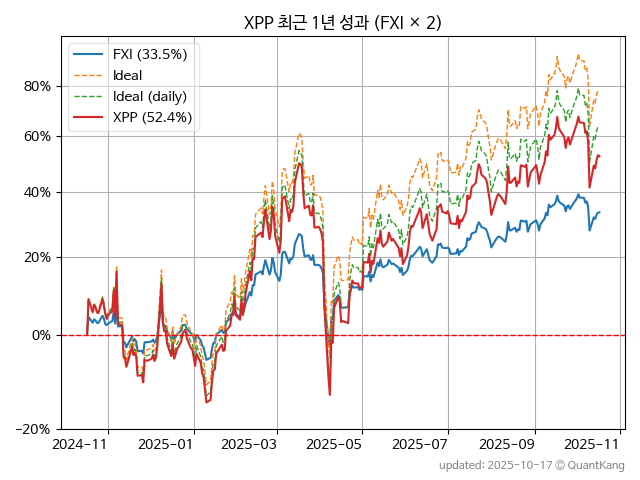 XPP 최근 1년 성과 (FXI × 2)
FXI (33.5%)
Ideal
Ideal (daily)
XPP (52.4%)
80%
60%
40%
20%
0%
−20%
2024-11
2025-01
2025-03
2025-05
2025-07
2025-09
2025-11
updated: 2025-10-17 © QuantKang